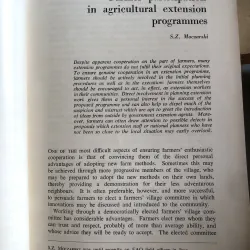 in agricultural extension
programmes
S.Z. Moczarski
Despite apparent cooperation on the part of farmers, many
extension programmes do not yield their original expectations.
To ensure genuine cooperation in an extension programme,
farmers should be actively involved in the initial planning
procedures as well as in the execution. Farmers themselves
should be encouraged to act, in effect, as extension workers
in their communities. Direct involvement in planning extension
work gives them a personal interest in the success of the
proposed programme and can also help to dispel much of the
suspicion and mistrust which are apt to greet the introduction
of ideas from outside by government extension agents. More-
over, farmers can often draw attention to possible defects in
proposals which extension staff or visiting experts who have not
been so close to the local situation may easily overlook.
ONE OF THE most difficult aspects of ensuring farmers' enthusiastic
cooperation is that of convincing them of the direct personal
advantages of adopting new farm methods. Sometimes this may
be achieved through more progressive members of the village, who
may be prepared to adopt the new methods on their own lands,
thereby providing a demonstration for their less adventurous
neighbours. It is often preferable, however, and more successful,
to persuade farmers to elect a farmers' village committee in which
innovations may be discussed and introduced to the community.
Working through a democratically elected farmers' village com-
mittee has considerable advantages. Farmers elect men whom they
can trust and respect, probably of more than average ability, and
whose advice they will be ready to accept. The elected committee